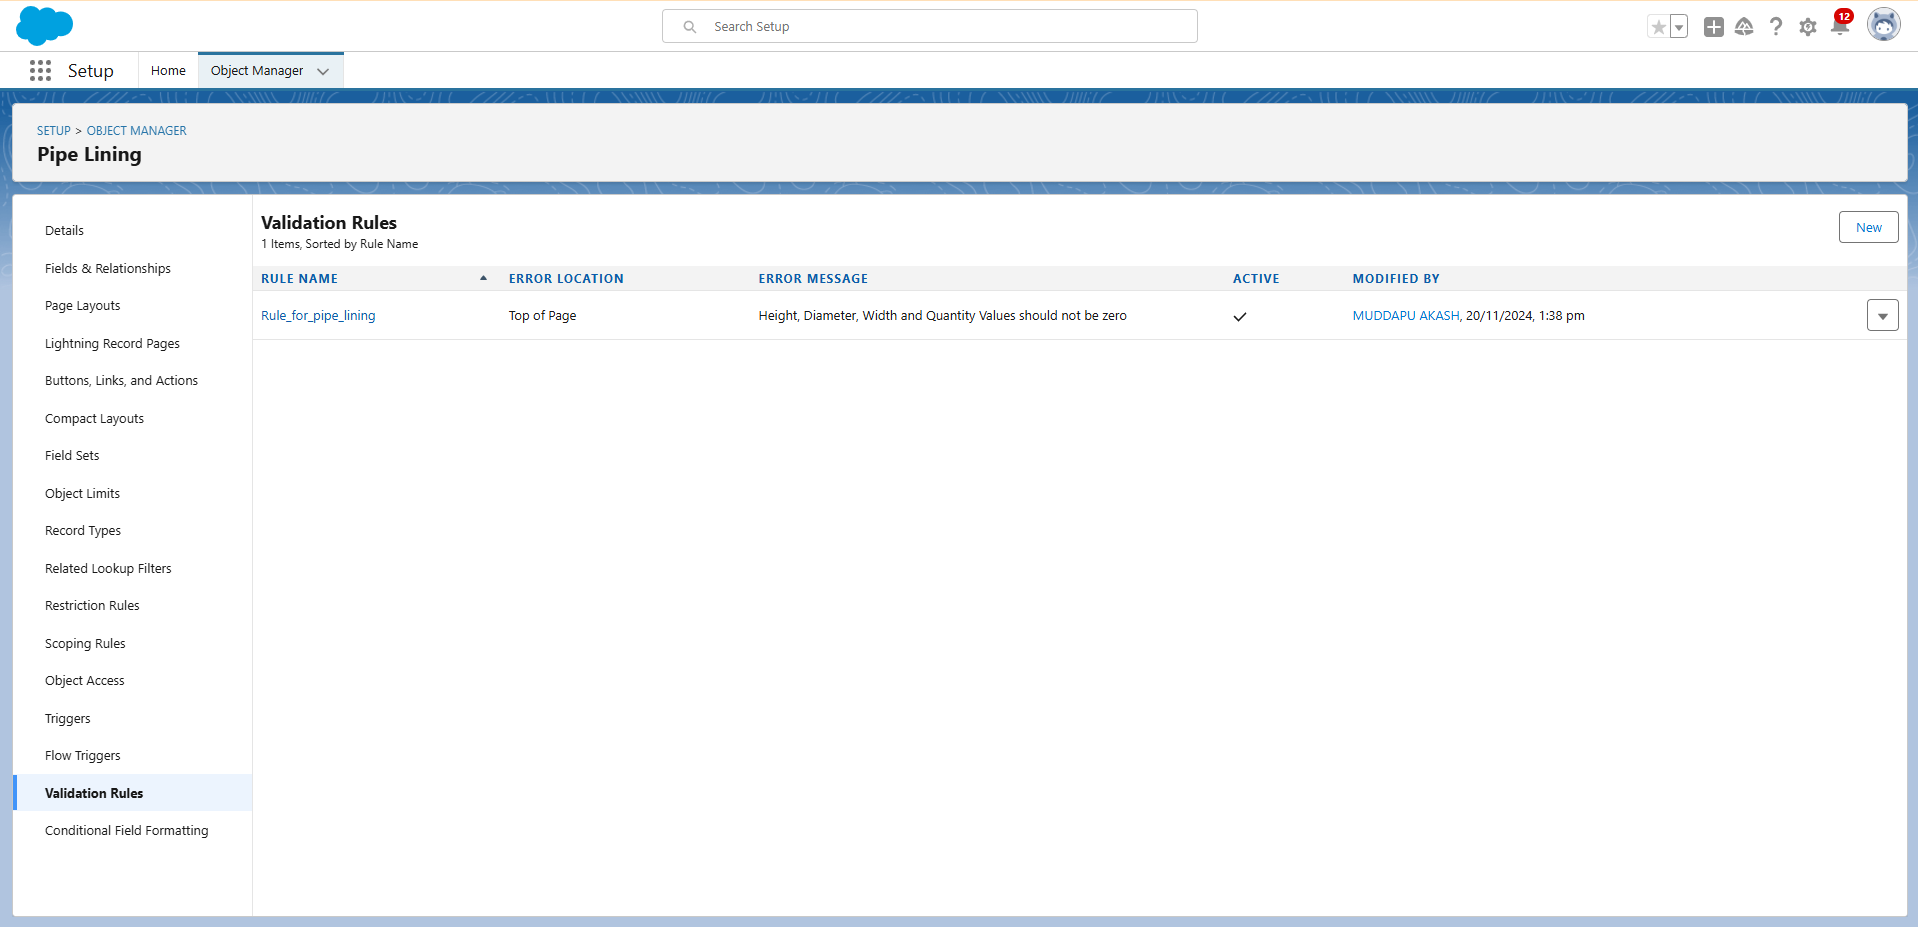 Search Setup
12
Setup
Home
Object Manager
SETUP > OBJECT MANAGER
Pipe Lining
Details
Fields & Relationships
Page Layouts
Lightning Record Pages
Buttons, Links, and Actions
Compact Layouts
Field Sets
Object Limits
Record Types
Related Lookup Filters
Restriction Rules
Scoping Rules
Object Access
Triggers
Flow Triggers
Validation Rules
Conditional Field Formatting
Validation Rules
1 Items, Sorted by Rule Name
New
RULE NAME ERROR LOCATION ERROR MESSAGE ACTIVE MODIFIED BY
Rule_for_pipe_lining Top of Page Height, Diameter, Width and Quantity Values should not be zero MUDDAPU AKASH, 20/11/2024, 1:38 pm